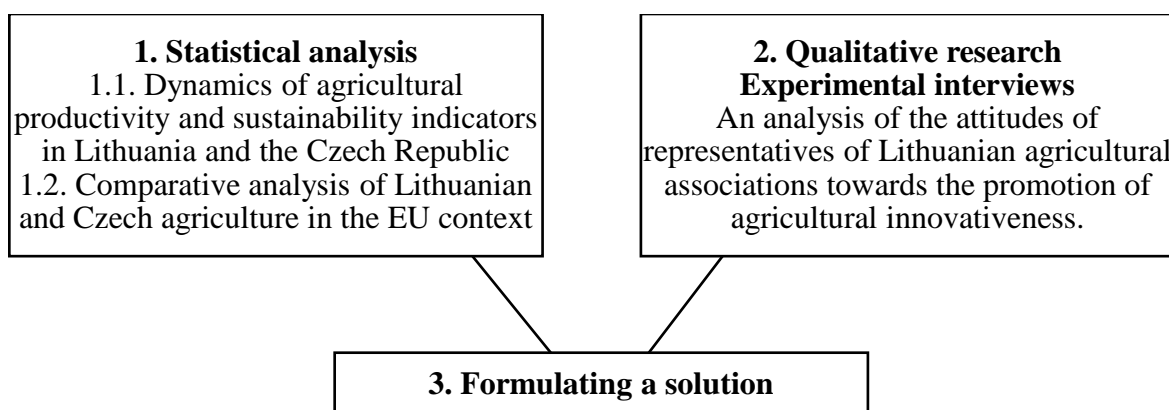 1. Statistical analysis
1.1. Dynamics of agricultural
productivity and sustainability indicators
in Lithuania and the Czech Republic
1.2. Comparative analysis of Lithuanian
and Czech agriculture in the EU context
2. Qualitative research
Experimental interviews
An analysis of the attitudes of
representatives of Lithuanian agricultural
associations towards the promotion of
agricultural innovativeness.
3. Formulating a solution